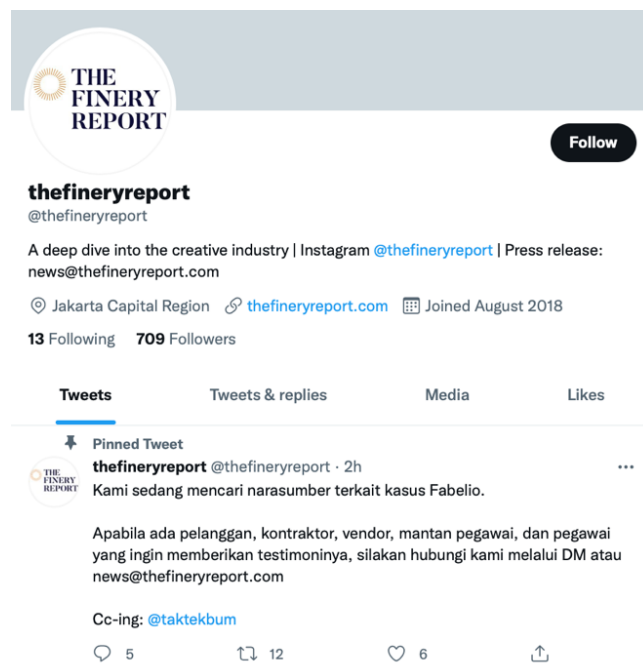 THE
FINERY
REPORT
Follow
thefineryreport
@thefineryreport
A deep dive into the creative industry | Instagram @thefineryreport | Press release:
news@thefineryreport.com
Jakarta Capital Region thefineryreport.com Joined August 2018
13 Following 709 Followers
Tweets Tweets & replies Media Likes
Pinned Tweet
THE
FINERY
REPORT
thefineryreport @thefineryreport · 2h
Kami sedang mencari narasumber terkait kasus Fabelio.
Apabila ada pelanggan, kontraktor, vendor, mantan pegawai, dan pegawai
yang ingin memberikan testimoninya, silakan hubungi kami melalui DM atau
news@thefineryreport.com
Cc-ing: @taktekbum
5 12 6